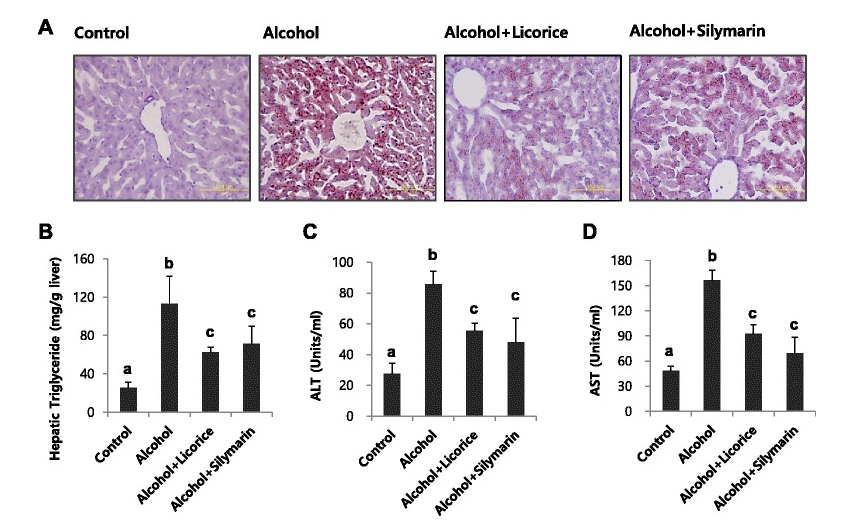 A
Control
Alcohol
Alcohol+Licorice
Alcohol+Silymarin
B
Hepatic Triglyceride (mg/g liver)
160
120
80
40
0
a
b
c
c
Control
Alcohol
Alcohol+Licorice
Alcohol+Silymarin
C
ALT (Units/ml)
100
80
60
40
20
0
a
b
c
c
Control
Alcohol
Alcohol+Licorice
Alcohol+Silymarin
D
AST (Units/ml)
180
150
120
90
60
30
0
a
b
c
c
Control
Alcohol
Alcohol+Licorice
Alcohol+Silymarin